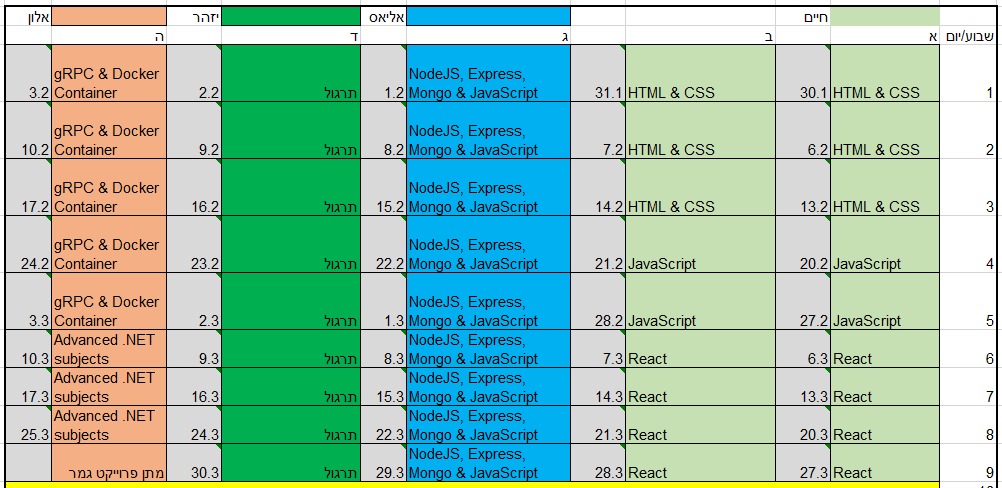 חיים אליאס יזהר אלון
שבוע/יום א ב ג ד ה
1 HTML & CSS 30.1 HTML & CSS 31.1 NodeJS, Express, Mongo & JavaScript 1.2 תרגול 2.2 gRPC & Docker Container 3.2
2 HTML & CSS 6.2 HTML & CSS 7.2 NodeJS, Express, Mongo & JavaScript 8.2 תרגול 9.2 gRPC & Docker Container 10.2
3 HTML & CSS 13.2 HTML & CSS 14.2 NodeJS, Express, Mongo & JavaScript 15.2 תרגול 16.2 gRPC & Docker Container 17.2
4 JavaScript 20.2 JavaScript 21.2 NodeJS, Express, Mongo & JavaScript 22.2 תרגול 23.2 gRPC & Docker Container 24.2
5 JavaScript 27.2 JavaScript 28.2 NodeJS, Express, Mongo & JavaScript 1.3 תרגול 2.3 gRPC & Docker Container 3.3
6 React 6.3 React 7.3 NodeJS, Express, Mongo & JavaScript 8.3 תרגול 9.3 Advanced .NET subjects 10.3
7 React 13.3 React 14.3 NodeJS, Express, Mongo & JavaScript 15.3 תרגול 16.3 Advanced .NET subjects 17.3
8 React 20.3 React 21.3 NodeJS, Express, Mongo & JavaScript 22.3 תרגול 24.3 Advanced .NET subjects 25.3
9 React 27.3 React 28.3 NodeJS, Express, Mongo & JavaScript 29.3 תרגול 30.3 מתן פרוייקט גמר